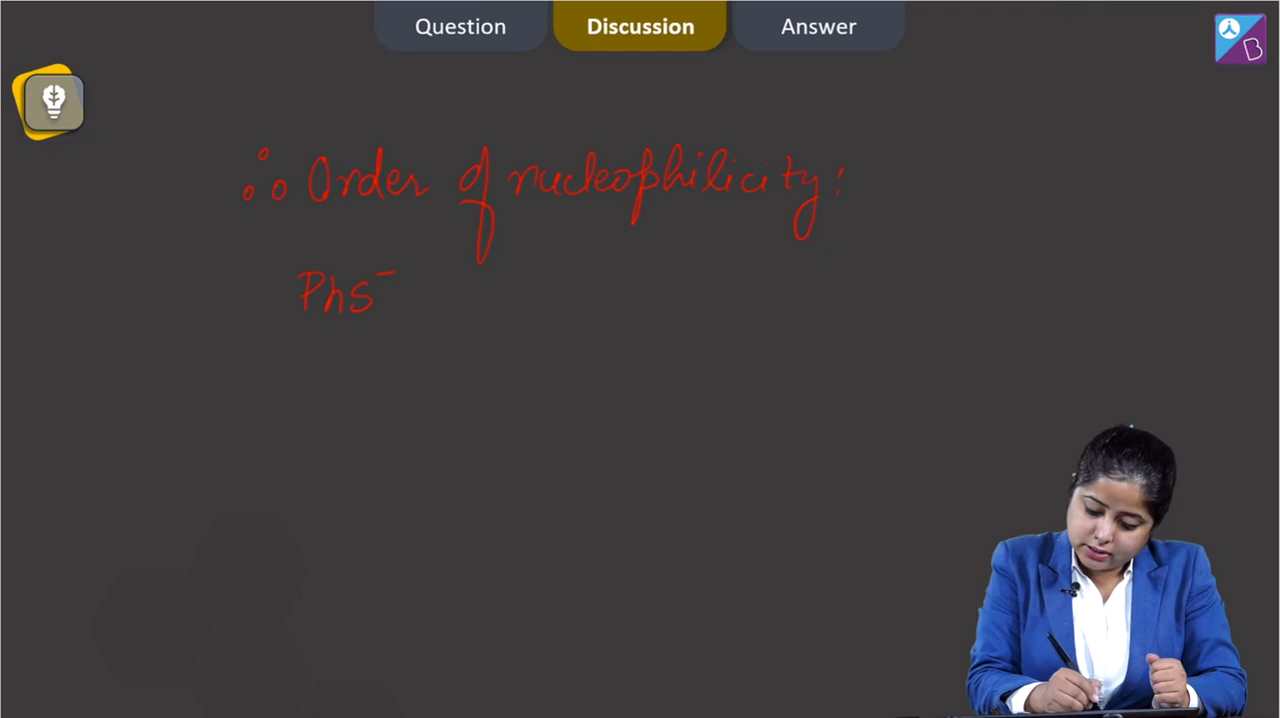 Question Discussion Answer
∴ Order of nucleophilicity:
PhS⁻